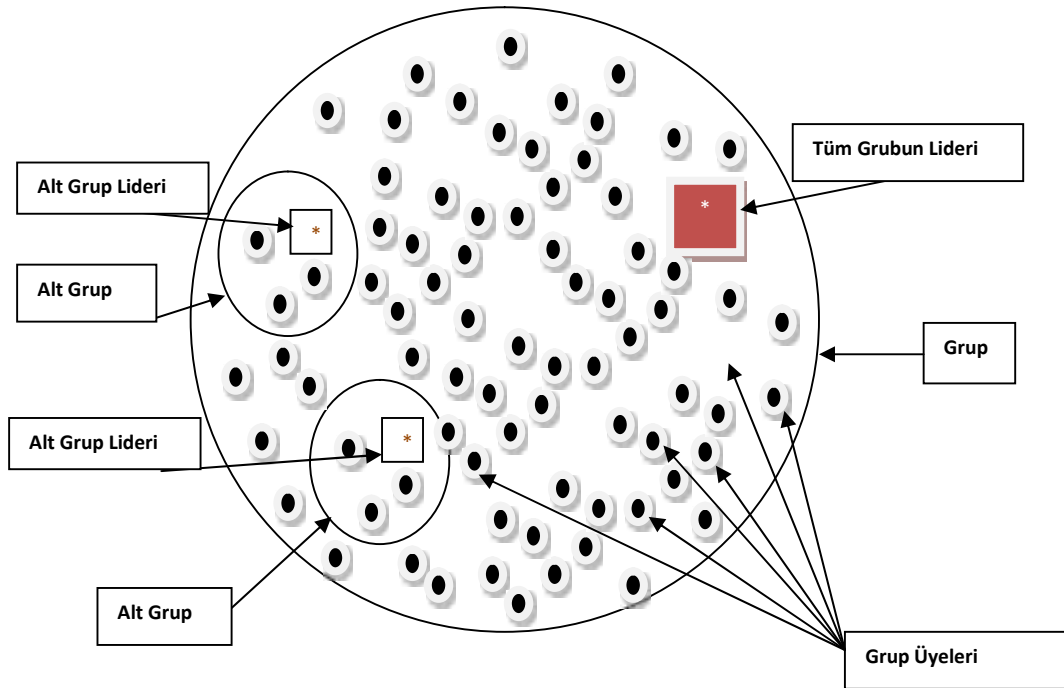 Tüm Grubun Lideri
*
Alt Grup Lideri
*
Alt Grup
Grup
Alt Grup Lideri
*
Alt Grup
Grup Üyeleri